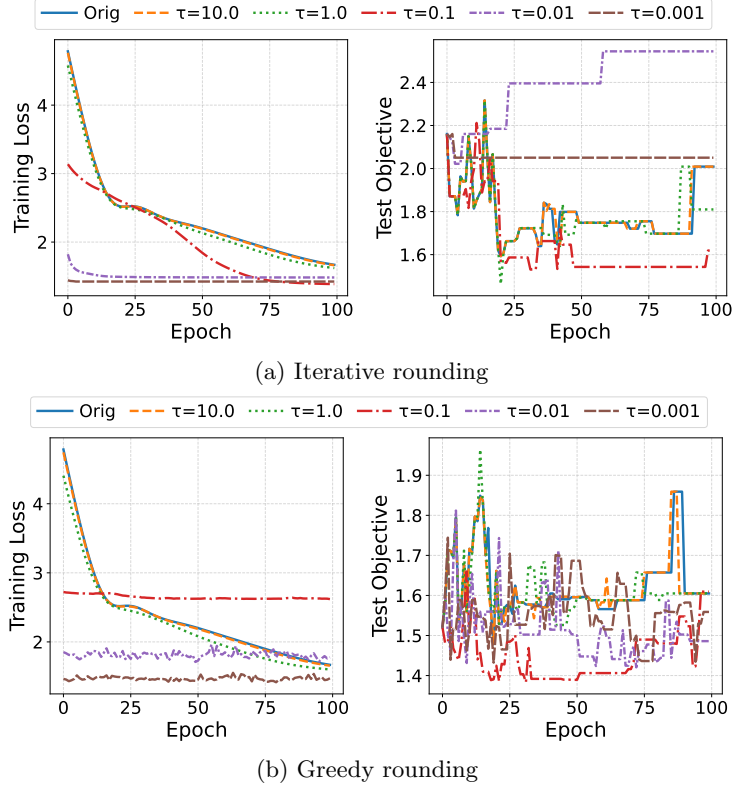 Orig τ=10.0 τ=1.0 τ=0.1 τ=0.01 τ=0.001
Training Loss
4
3
2
0 25 50 75 100
Epoch
Test Objective
2.4
2.2
2.0
1.8
1.6
0 25 50 75 100
Epoch
(a) Iterative rounding
Orig τ=10.0 τ=1.0 τ=0.1 τ=0.01 τ=0.001
Training Loss
4
3
2
0 25 50 75 100
Epoch
Test Objective
1.9
1.8
1.7
1.6
1.5
1.4
0 25 50 75 100
Epoch
(b) Greedy rounding